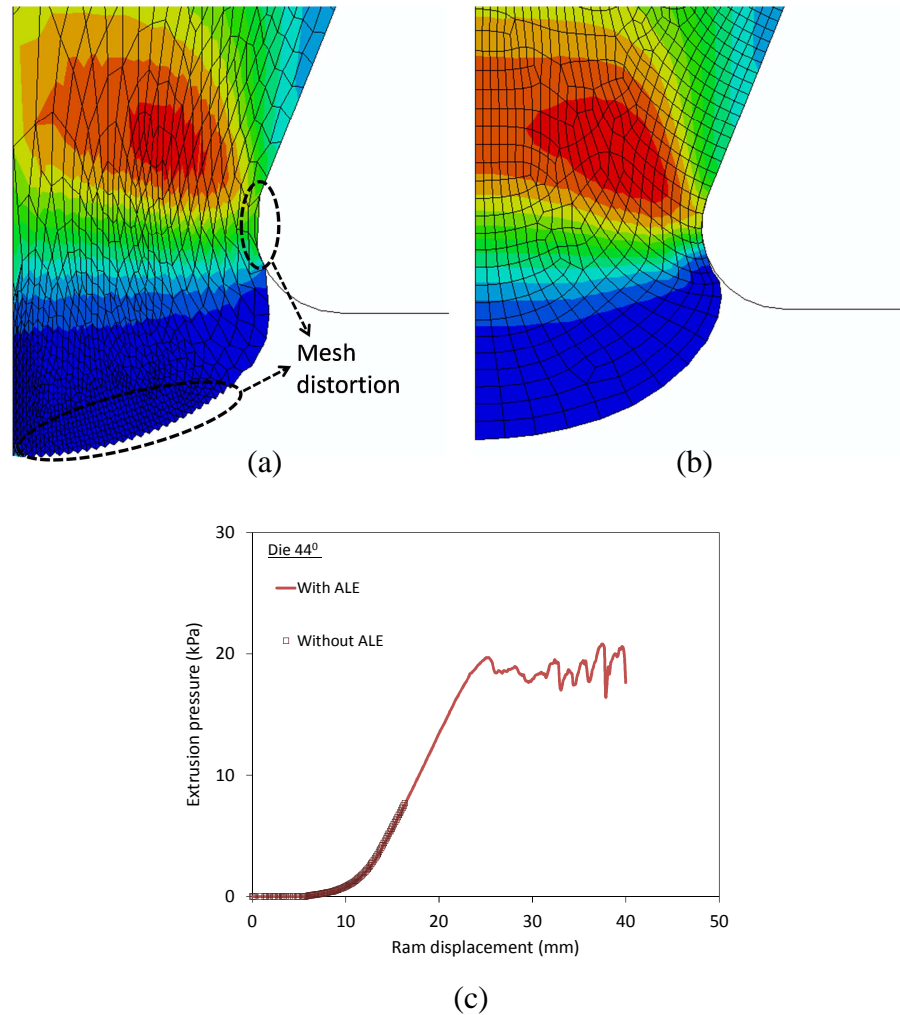 Mesh
distortion
(a)
(b)
30
Die 44⁰
With ALE
Without ALE
20
10
0
Extrusion pressure (kPa)
0 10 20 30 40 50
Ram displacement (mm)
(c)